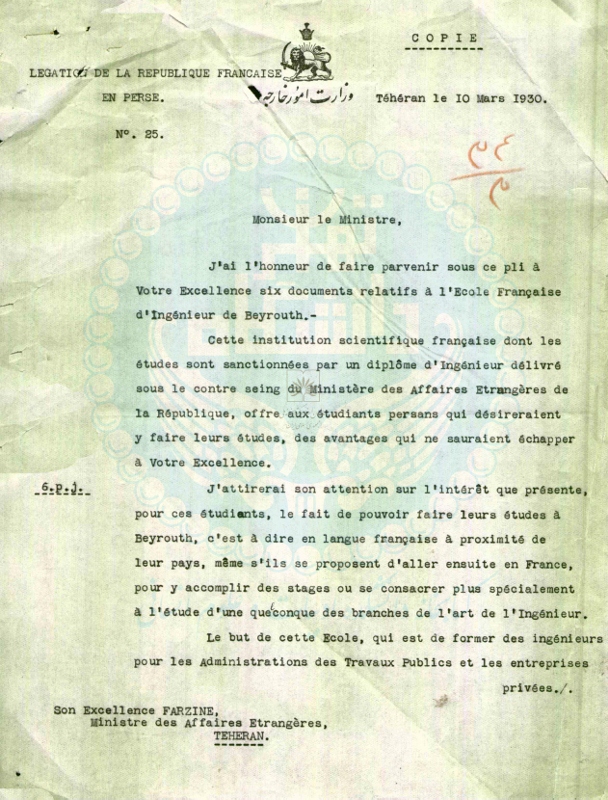 COPIE
LEGATION DE LA REPUBLIQUE FRANCAISE
EN PERSE.
وزارت امور خارجه
Téhéran le 10 Mars 1930.
N°. 25.
Monsieur le Ministre,
J'ai l'honneur de faire parvenir sous ce pli à
Votre Excellence six documents relatifs à l'Ecole Française
d'Ingénieur de Beyrouth.-
Cette institution scientifique française dont les
études sont sanctionnées par un diplôme d'Ingénieur délivré
sous le contre seing du Ministère des Affaires Etrangères de
la République, offre aux étudiants persans qui désireraient
y faire leurs études, des avantages qui ne sauraient échapper
à Votre Excellence.
6.p.j.
J'attirerai son attention sur l'intérêt que présente,
pour ces étudiants, le fait de pouvoir faire leurs études à
Beyrouth, c'est à dire en langue française à proximité de
leur pays, même s'ils se proposent d'aller ensuite en France,
pour y accomplir des stages ou se consacrer plus spécialement
à l'étude d'une quelconque des branches de l'art de l'Ingénieur.
Le but de cette Ecole, qui est de former des ingénieurs
pour les Administrations des Travaux Publics et les entreprises
privées./.
Son Excellence FARZINE,
Ministre des Affaires Etrangères,
TEHERAN.